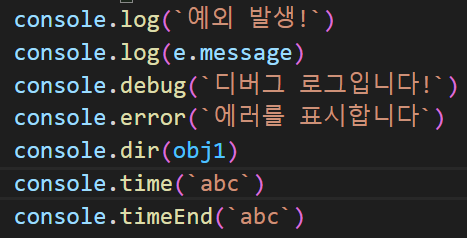 console.log(`예외 발생!`)
console.log(e.message)
console.debug(`디버그 로그입니다!`)
console.error(`에러를 표시합니다`)
console.dir(obj1)
console.time(`abc`)
console.timeEnd(`abc`)